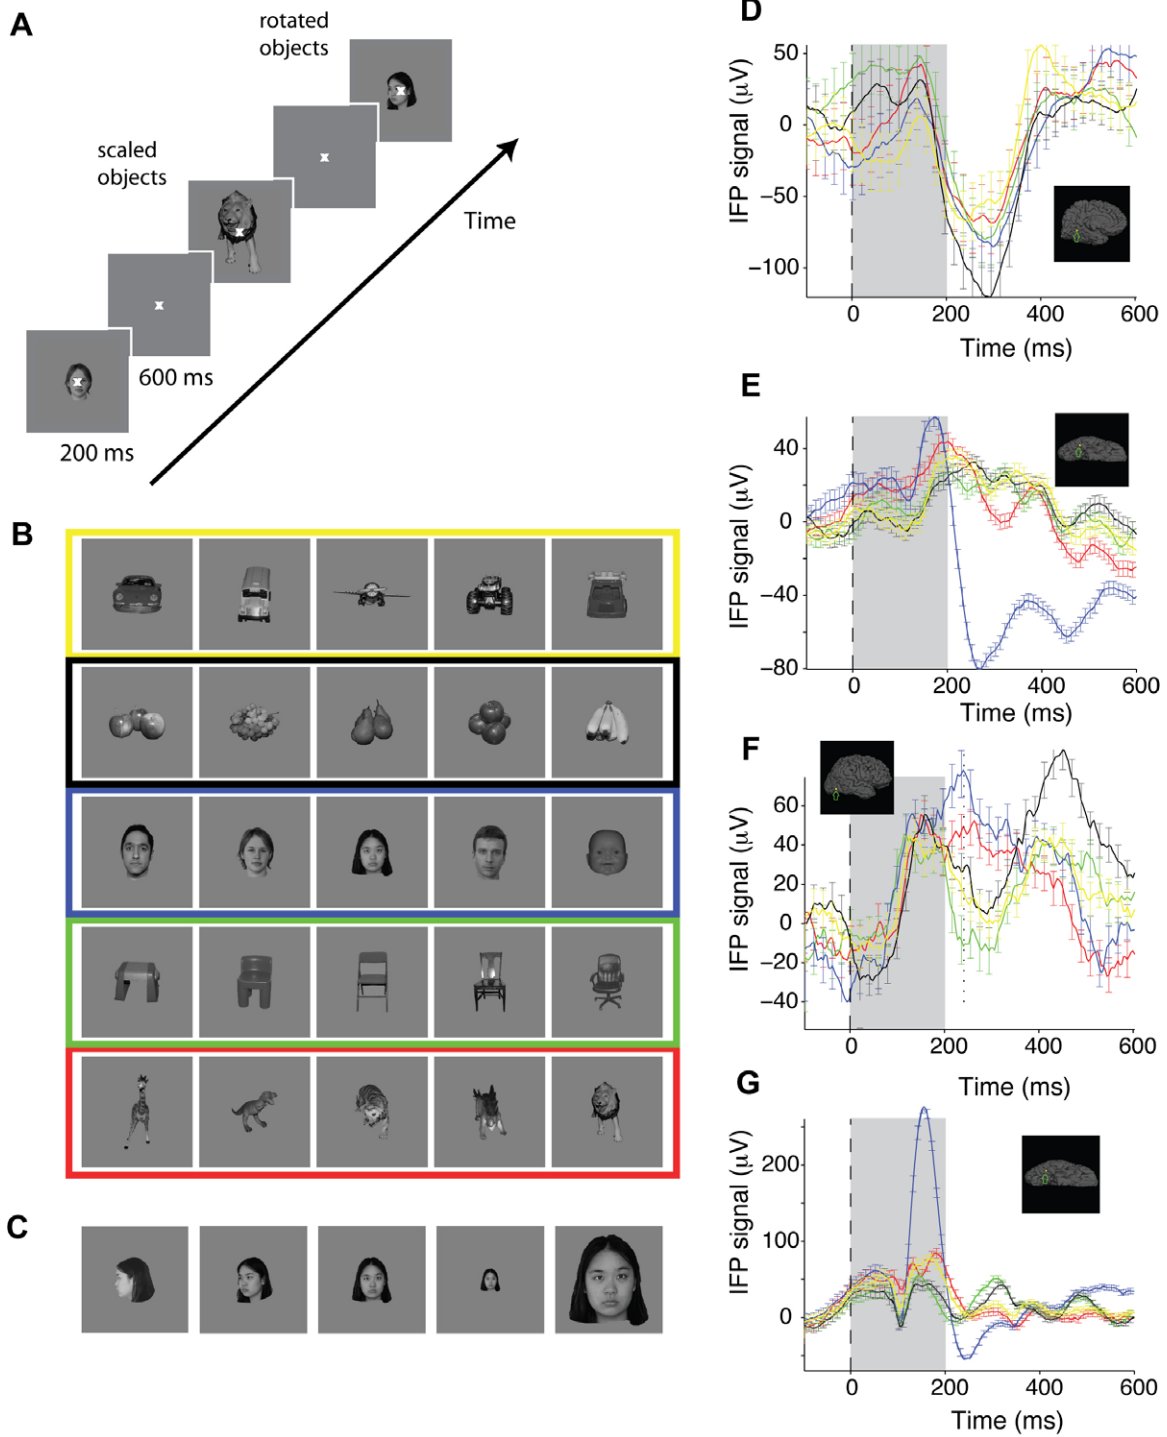 A
rotated
objects
scaled
objects
Time
600 ms
200 ms
B
C
D
IFP signal (µV)
50
0
−50
−100
0 200 400 600
Time (ms)
E
IFP signal (µV)
40
0
−40
−80
0 200 400 600
Time (ms)
F
IFP signal (µV)
60
40
20
0
−20
−40
0 200 400 600
Time (ms)
G
IFP signal (µV)
200
100
0
0 200 400 600
Time (ms)